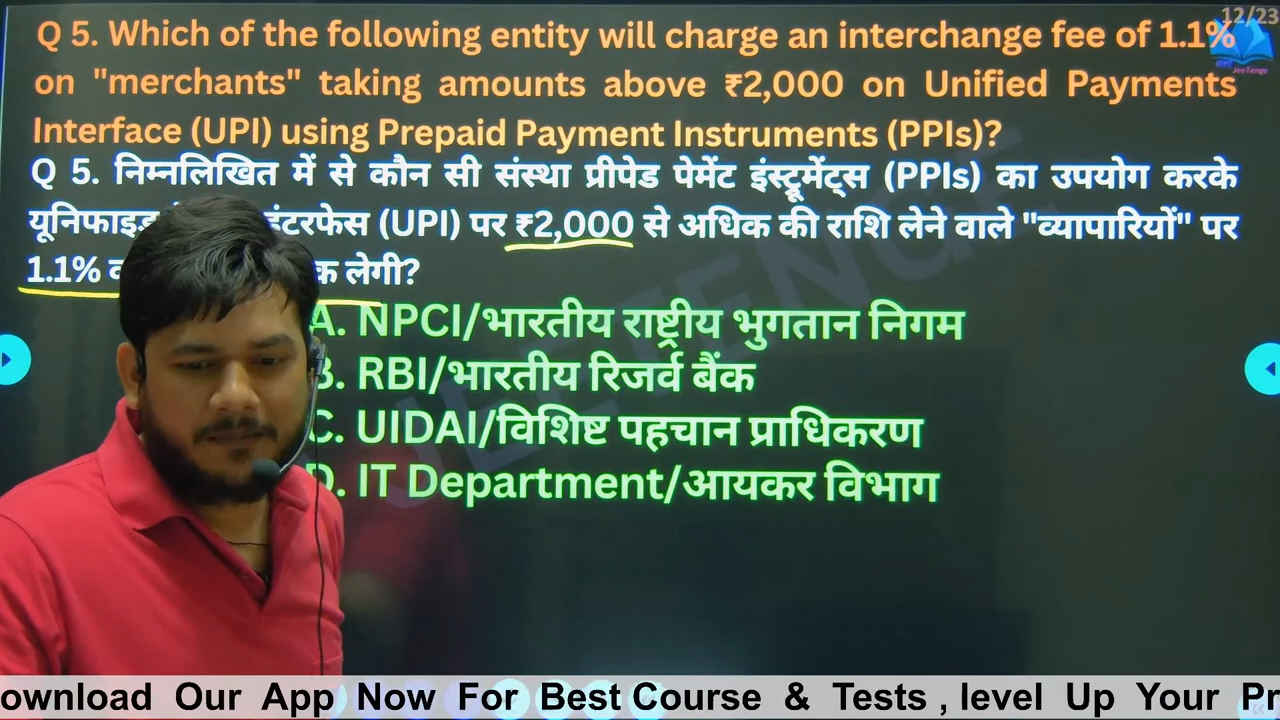 12/23
Q 5. Which of the following entity will charge an interchange fee of 1.1%
on "merchants" taking amounts above ₹2,000 on Unified Payments
Interface (UPI) using Prepaid Payment Instruments (PPIs)?
Q 5. निम्नलिखित में से कौन सी संस्था प्रीपेड पेमेंट इंस्ट्रूमेंट्स (PPIs) का उपयोग करके
यूनिफाइड इंटरफेस (UPI) पर ₹2,000 से अधिक की राशि लेने वाले "व्यापारियों" पर
1.1% लेगी?
A. NPCI/भारतीय राष्ट्रीय भुगतान निगम
B. RBI/भारतीय रिजर्व बैंक
C. UIDAI/विशिष्ट पहचान प्राधिकरण
D. IT Department/आयकर विभाग
JEETENGE
JeeTenge
ownload Our App Now For Best Course & Tests , level Up Your Pr